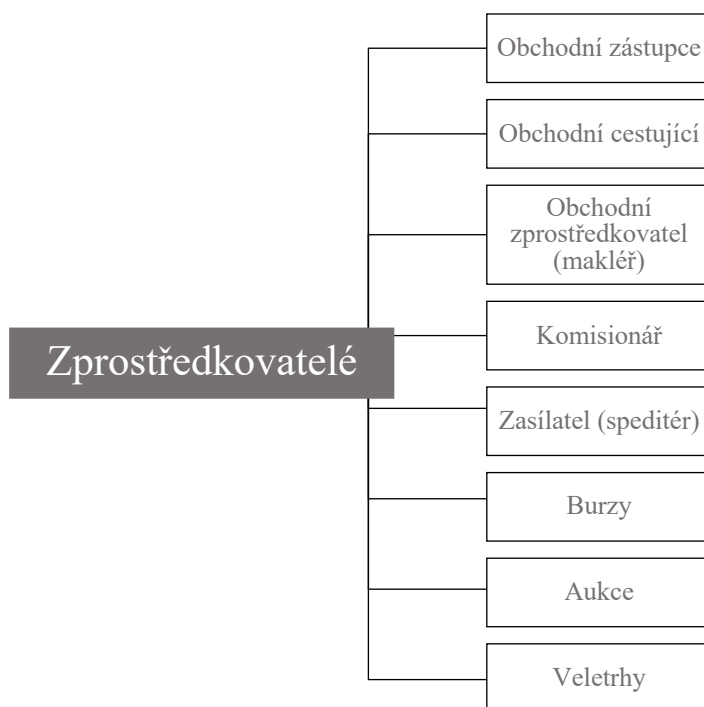 Obchodní zástupce
Obchodní cestující
Obchodní
zprostředkovatel
(makléř)
Komisionář
Zprostředkovatelé
Zasílatel (speditér)
Burzy
Aukce
Veletrhy